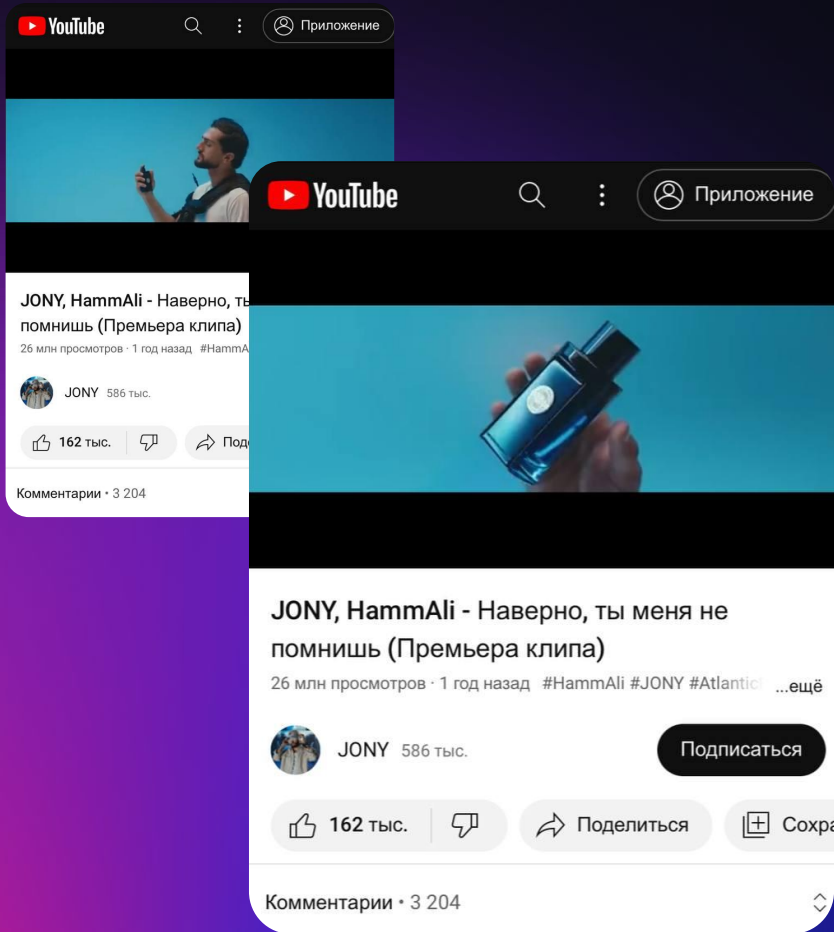 YouTube
Приложение
JONY, HammAli - Наверно, ты
помнишь (Премьера клипа)
26 млн просмотров · 1 год назад #HammA
JONY 586 тыс.
162 тыс.
Комментарии • 3 204
YouTube
Приложение
JONY, HammAli - Наверно, ты меня не
помнишь (Премьера клипа)
26 млн просмотров · 1 год назад #HammAli #JONY #Atlantic ...ещё
JONY 586 тыс. Подписаться
162 тыс. Поделиться
Комментарии • 3 204